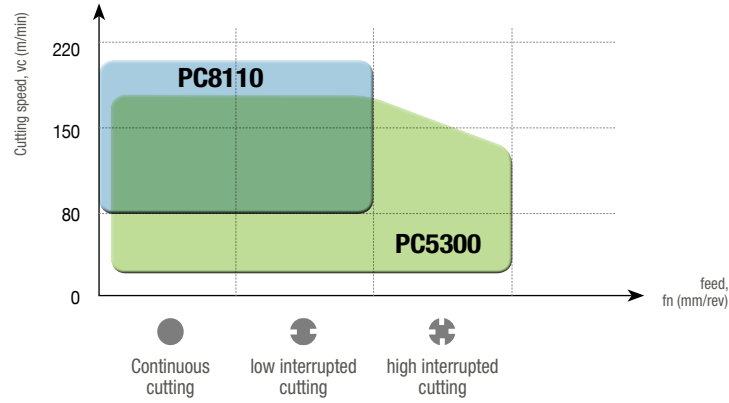 Cutting speed, vc (m/min)
220
150
80
0
PC8110
PC5300
feed,
fn (mm/rev)
Continuous
cutting
low interrupted
cutting
high interrupted
cutting